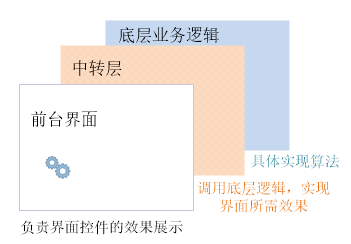 底层业务逻辑
中转层
前台界面
具体实现算法
调用底层逻辑，实现
界面所需效果
负责界面控件的效果展示